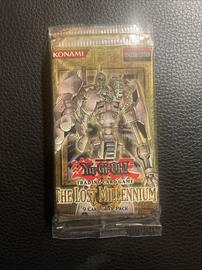 KONAMI
Yu-Gi-Oh!
TRADING CARD GAME
THE LOST MILLENNIUM
9 Cards Per Pack